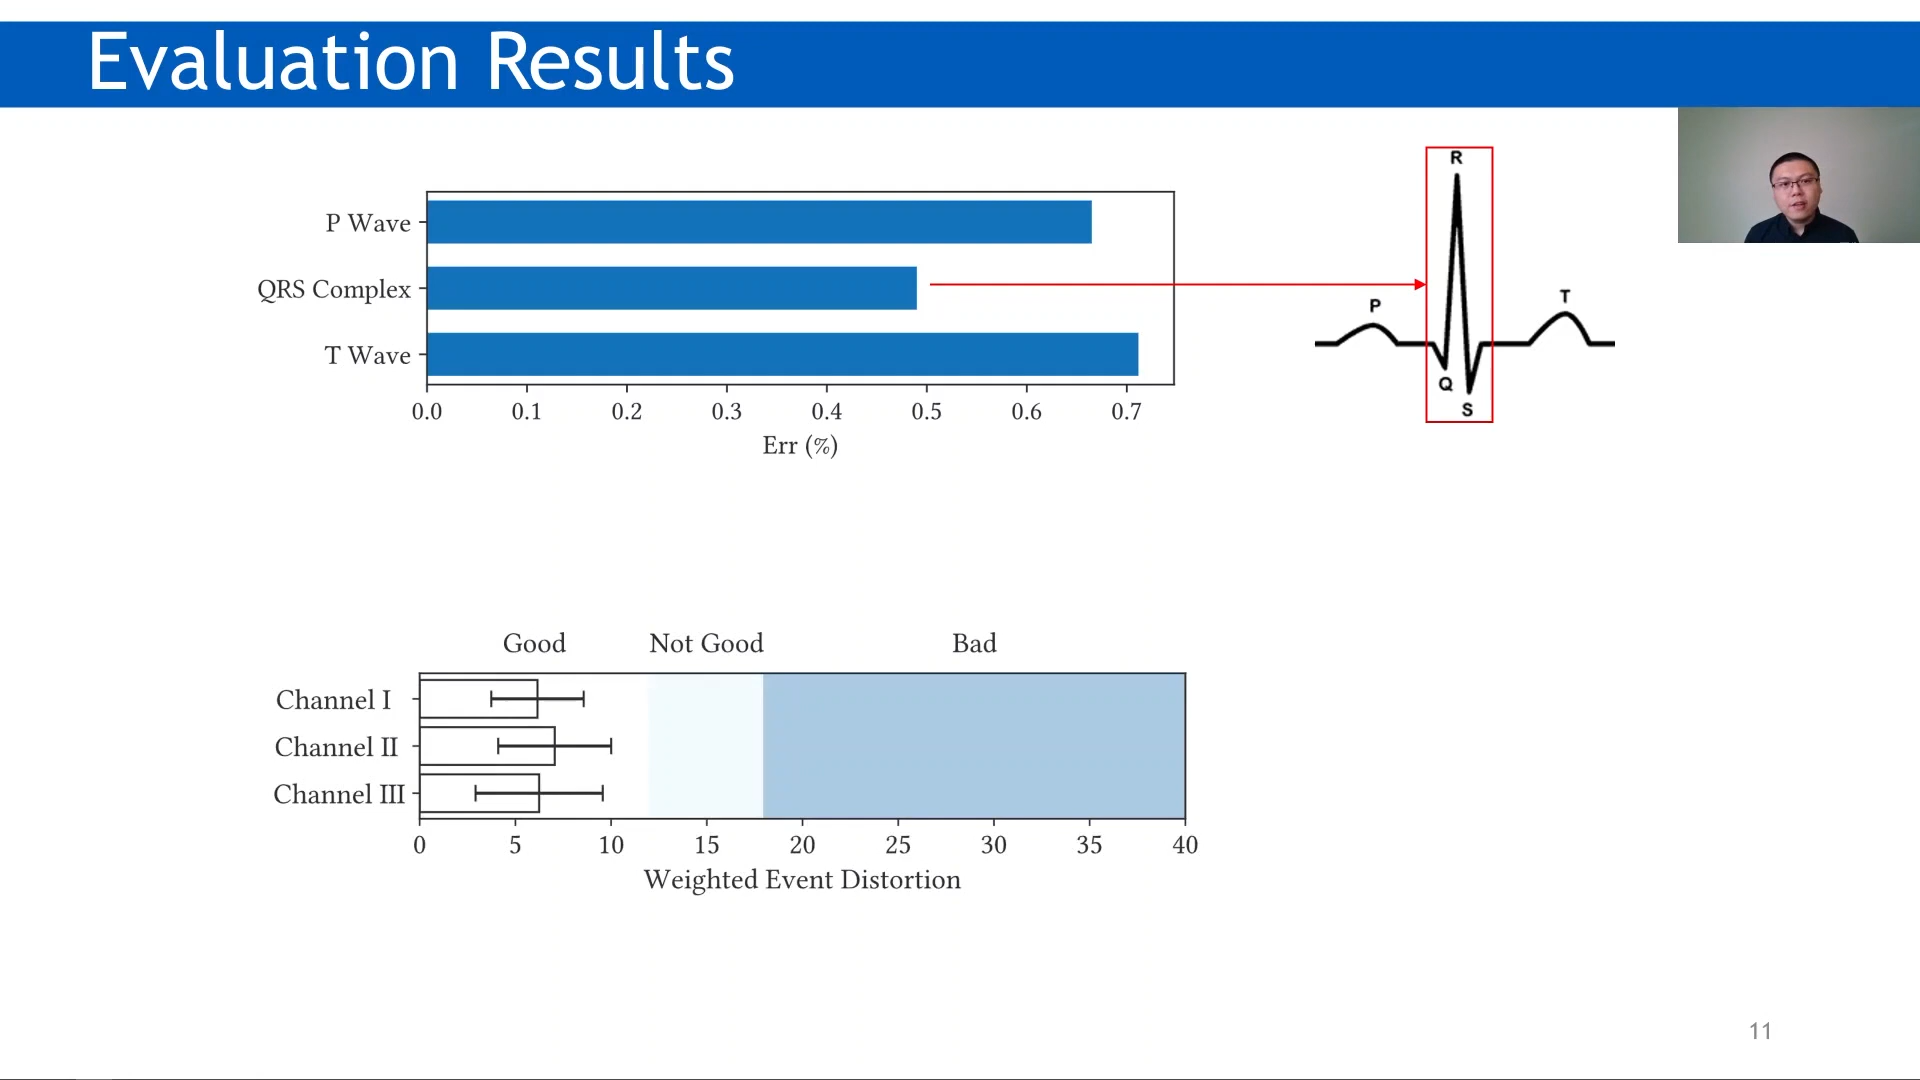 Evaluation Results
P Wave
QRS Complex
T Wave
0.0 0.1 0.2 0.3 0.4 0.5 0.6 0.7
Err (%)
R
P
T
Q
S
Good Not Good Bad
Channel I
Channel II
Channel III
0 5 10 15 20 25 30 35 40
Weighted Event Distortion
11